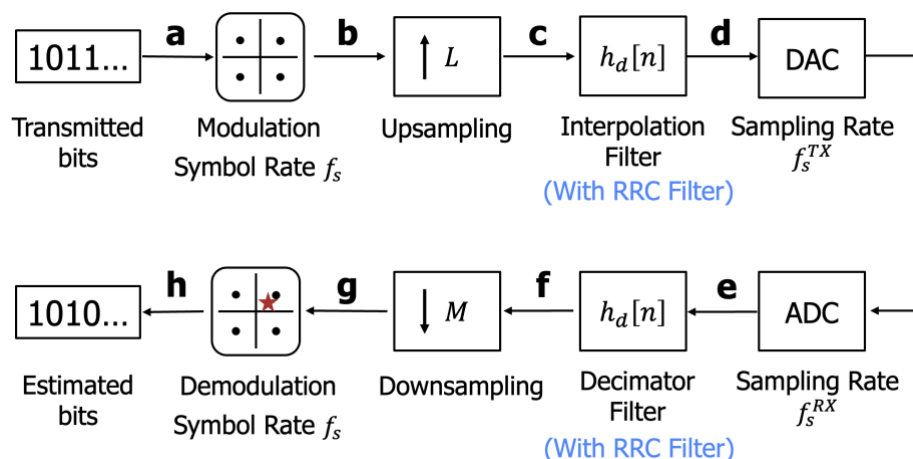 a b c d
1011... ↑ L h_d[n] DAC
Transmitted Modulation Upsampling Interpolation Sampling Rate
bits Symbol Rate f_s Filter f_s^{TX}
(With RRC Filter)
h g f e
1010... ↓ M h_d[n] ADC
Estimated Demodulation Downsampling Decimator Sampling Rate
bits Symbol Rate f_s Filter f_s^{RX}
(With RRC Filter)